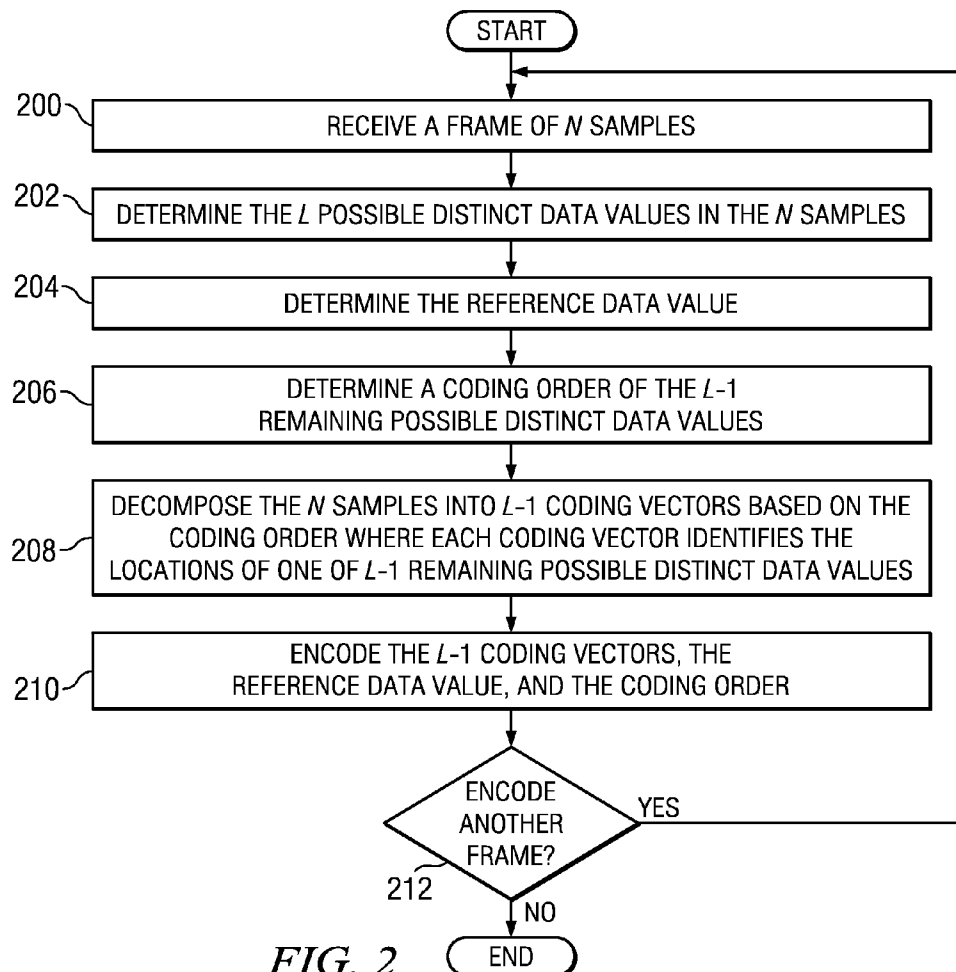 START
200
RECEIVE A FRAME OF N SAMPLES
202
DETERMINE THE L POSSIBLE DISTINCT DATA VALUES IN THE N SAMPLES
204
DETERMINE THE REFERENCE DATA VALUE
206
DETERMINE A CODING ORDER OF THE L-1
REMAINING POSSIBLE DISTINCT DATA VALUES
208
DECOMPOSE THE N SAMPLES INTO L-1 CODING VECTORS BASED ON THE
CODING ORDER WHERE EACH CODING VECTOR IDENTIFIES THE
LOCATIONS OF ONE OF L-1 REMAINING POSSIBLE DISTINCT DATA VALUES
210
ENCODE THE L-1 CODING VECTORS, THE
REFERENCE DATA VALUE, AND THE CODING ORDER
ENCODE
ANOTHER
FRAME?
YES
212
NO
FIG. 2
END